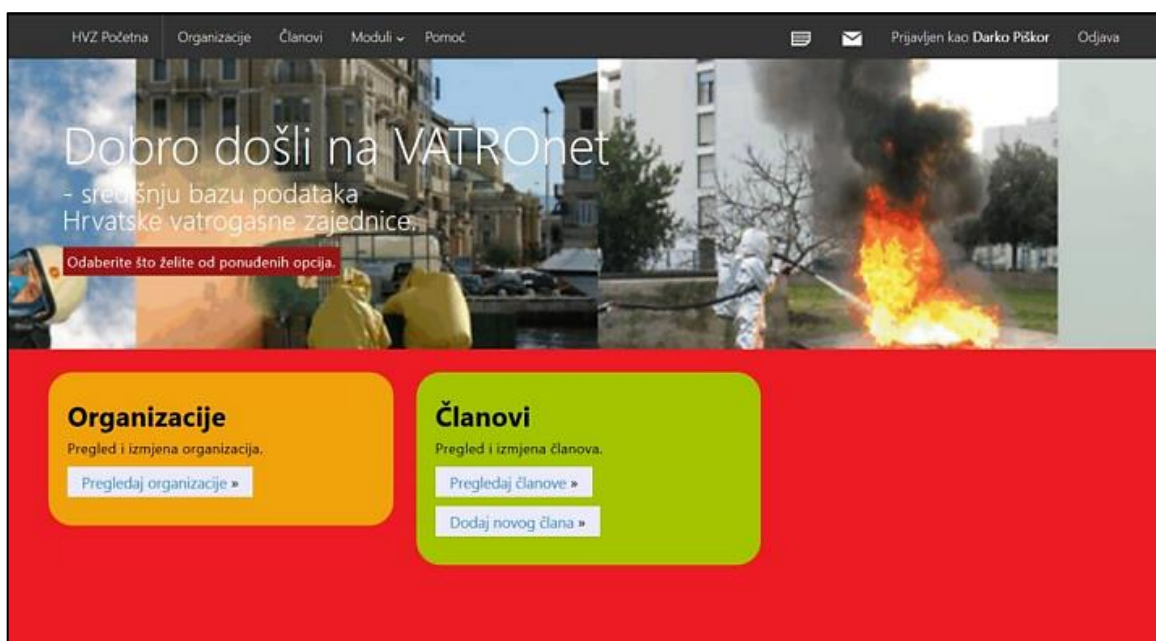 HVZ Početna Organizacije Članovi Moduli Pomoć Prijavljen kao Darko Piškor Odjava
Dobro došli na VATROnet
- središnju bazu podataka
Hrvatske vatrogasne zajednice.
Odaberite što želite od ponuđenih opcija.
Organizacije
Pregled i izmjena organizacija.
Pregledaj organizacije »
Članovi
Pregled i izmjena članova.
Pregledaj članove »
Dodaj novog člana »